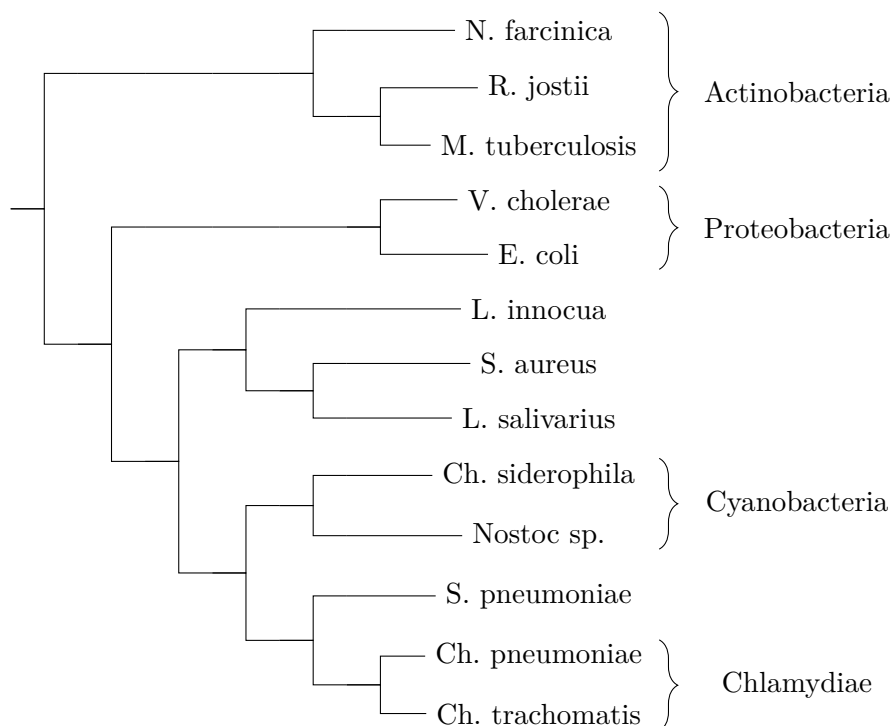 N. farcinica
R. jostii
M. tuberculosis
Actinobacteria
V. cholerae
E. coli
Proteobacteria
L. innocua
S. aureus
L. salivarius
Ch. siderophila
Nostoc sp.
Cyanobacteria
S. pneumoniae
Ch. pneumoniae
Ch. trachomatis
Chlamydiae